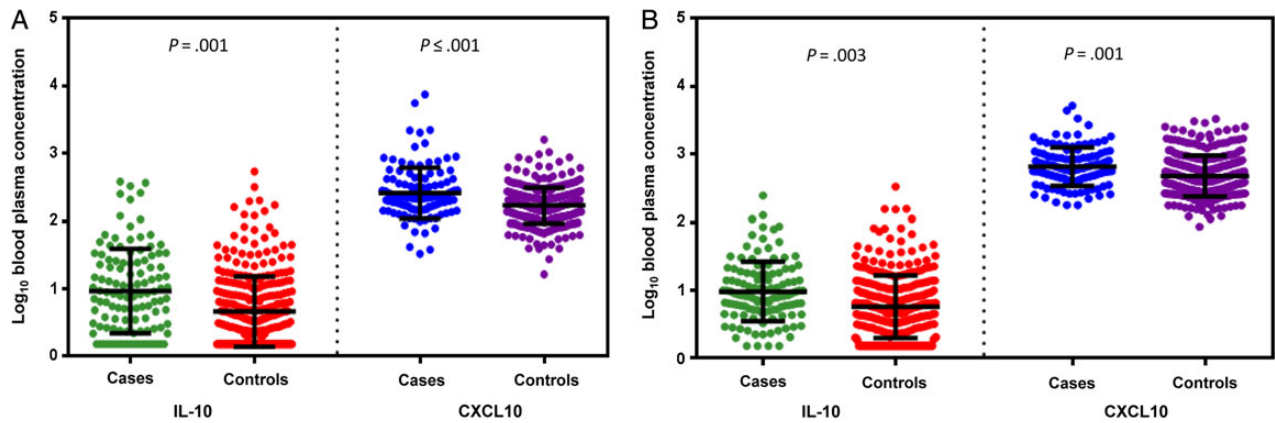 A
Log10 blood plasma concentration
5
4
3
2
1
0
P = .001
P ≤ .001
Cases
Controls
Cases
Controls
IL-10
CXCL10
B
Log10 blood plasma concentration
5
4
3
2
1
0
P = .003
P = .001
Cases
Controls
Cases
Controls
IL-10
CXCL10